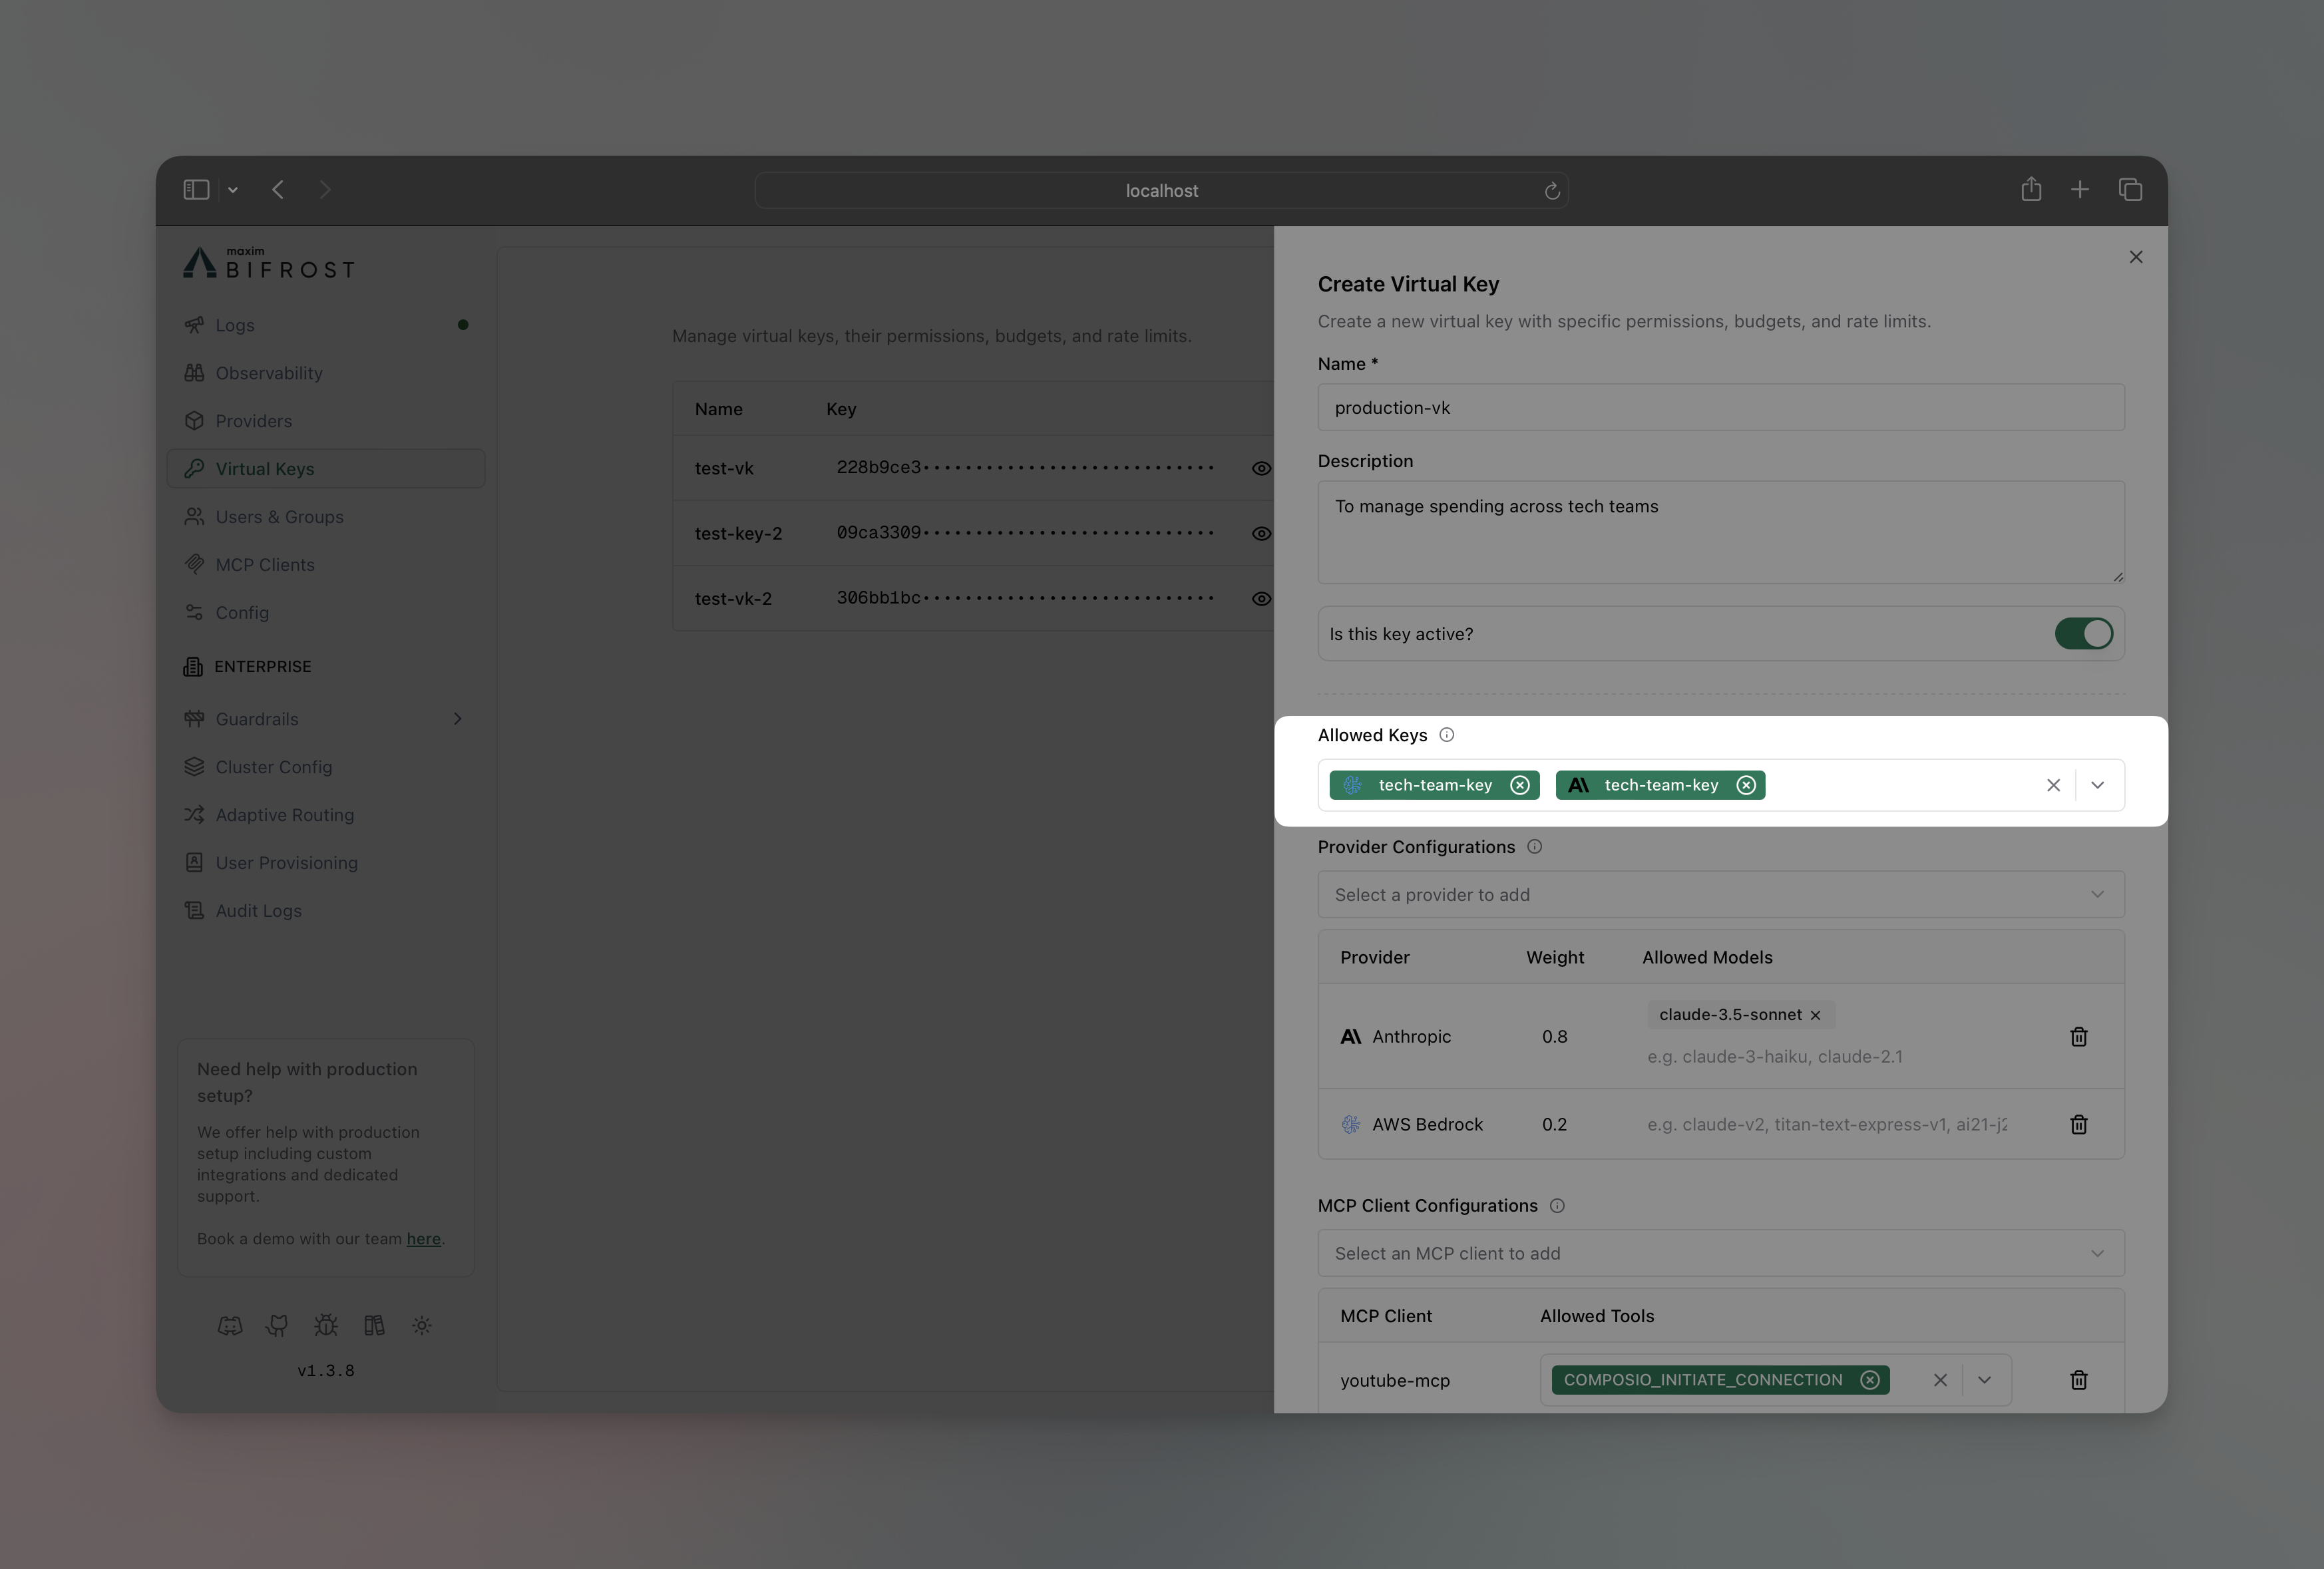 localhost
maxim
BIFROST
Logs
Observability
Providers
Virtual Keys
Users & Groups
MCP Clients
Config
ENTERPRISE
Guardrails
Cluster Config
Adaptive Routing
User Provisioning
Audit Logs
Need help with production
setup?
We offer help with production
setup including custom
integrations and dedicated
support.
Book a demo with our team here.
v1.3.8
Manage virtual keys, their permissions, budgets, and rate limits.
Name Key
test-vk 228b9ce3••••••••••••••••••••••••••••
test-key-2 09ca3309••••••••••••••••••••••••••••
test-vk-2 306bb1bc••••••••••••••••••••••••••••
Create Virtual Key
Create a new virtual key with specific permissions, budgets, and rate limits.
Name *
production-vk
Description
To manage spending across tech teams
Is this key active?
Allowed Keys
tech-team-key tech-team-key
Provider Configurations
Select a provider to add
Provider Weight Allowed Models
claude-3.5-sonnet
Anthropic 0.8
e.g. claude-3-haiku, claude-2.1
AWS Bedrock 0.2 e.g. claude-v2, titan-text-express-v1, ai21-j2
MCP Client Configurations
Select an MCP client to add
MCP Client Allowed Tools
youtube-mcp COMPOSIO_INITIATE_CONNECTION